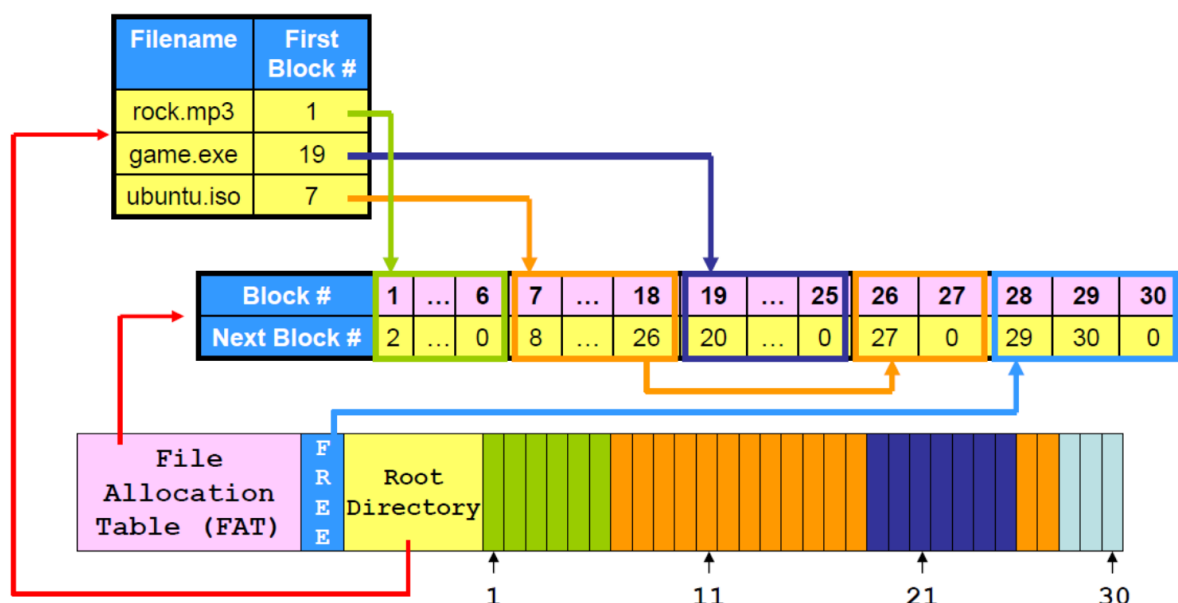 Filename First Block #
rock.mp3 1
game.exe 19
ubuntu.iso 7
Block # 1 ... 6 7 ... 18 19 ... 25 26 27 28 29 30
Next Block # 2 ... 0 8 ... 26 20 ... 0 27 0 29 30 0
File Allocation Table (FAT)
FREE
Root Directory
1 11 21 30